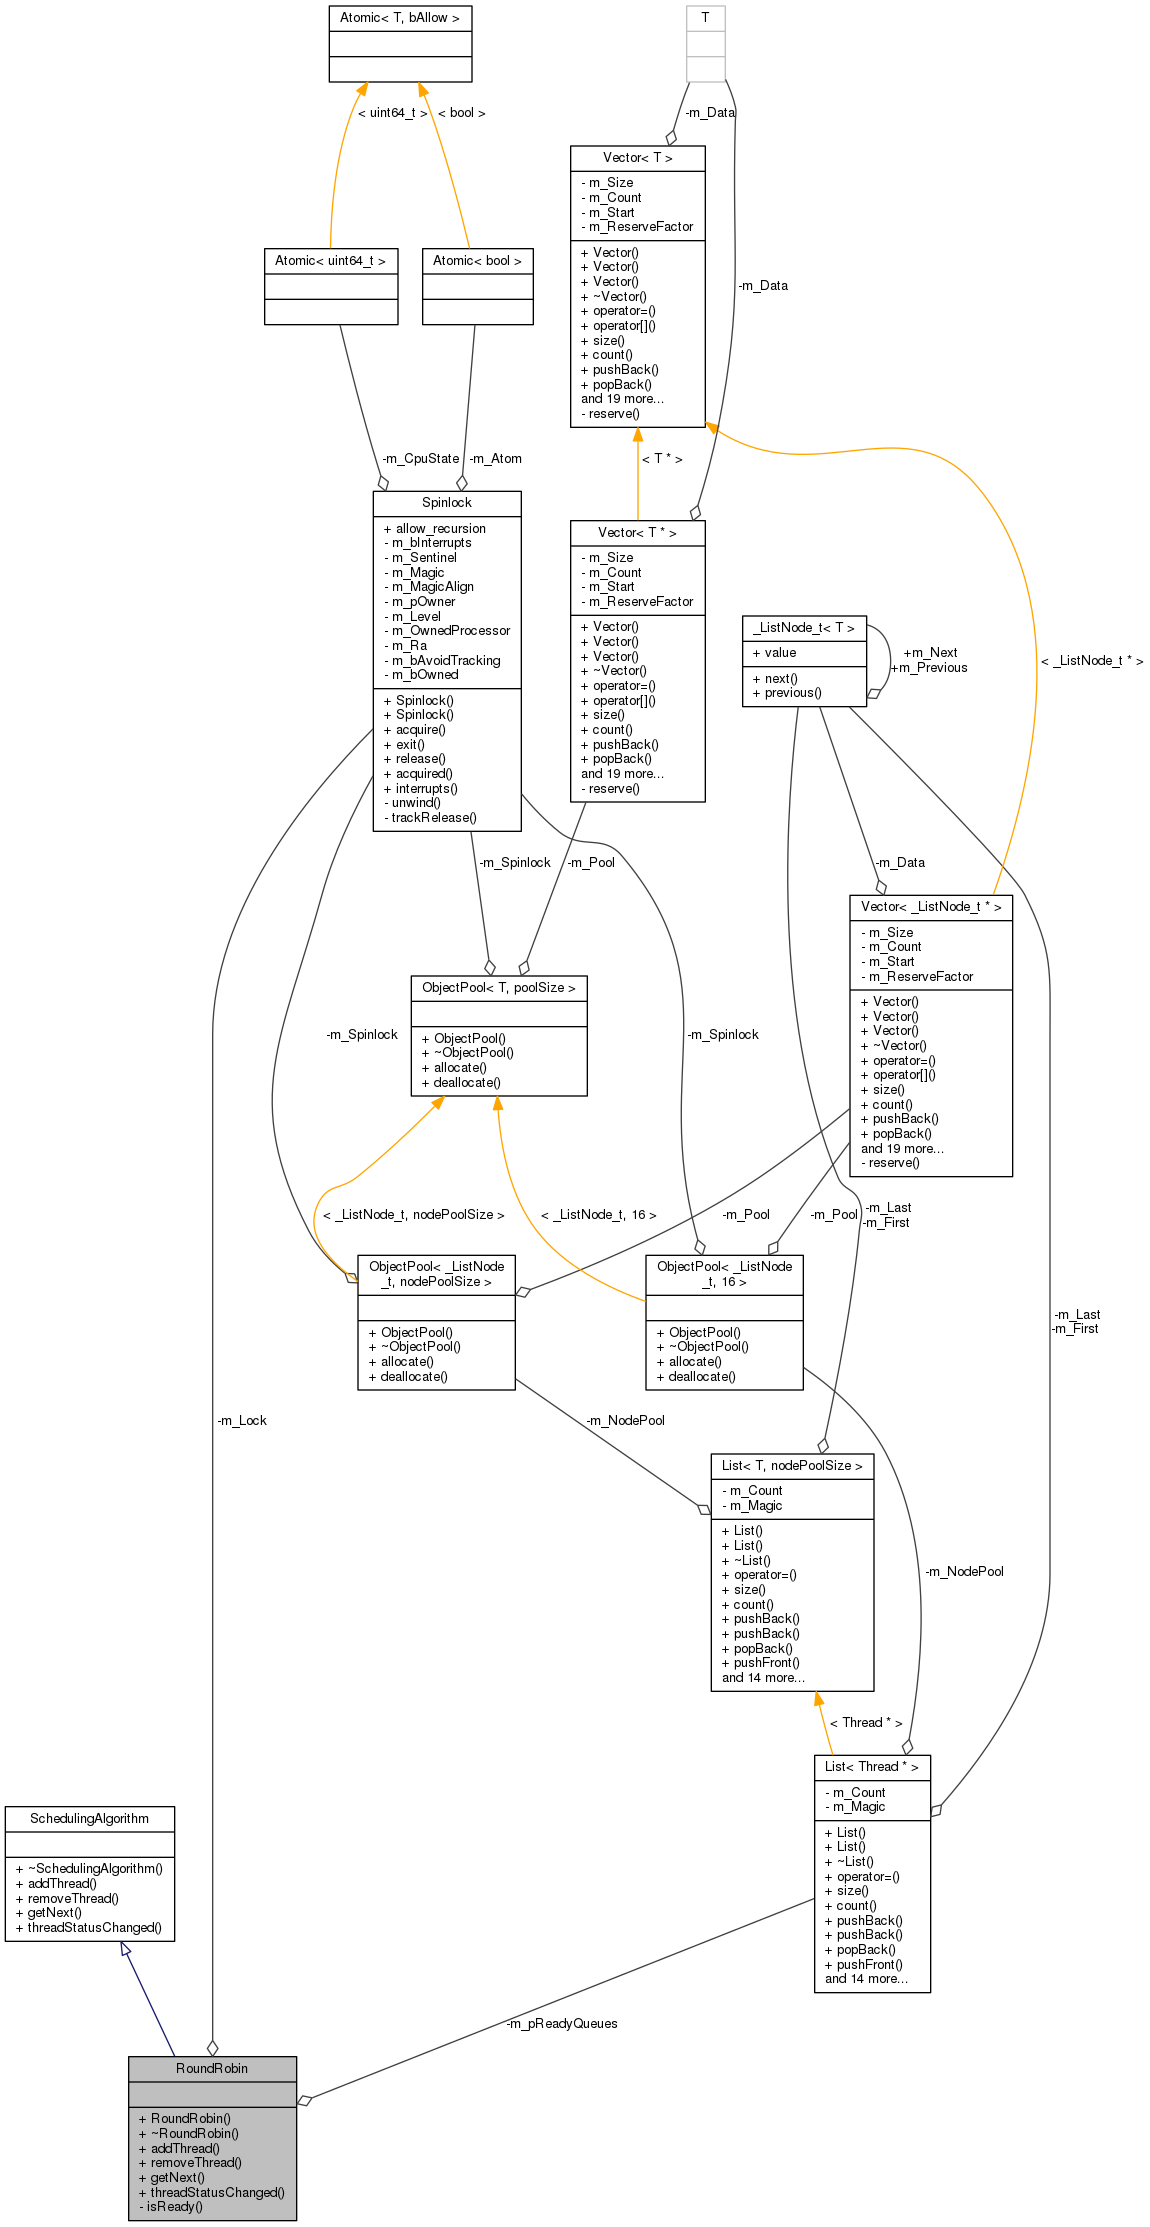 Atomic< T, bAllow >
T
< uint64_t >
< bool >
-m_Data
Vector< T >
- m_Size
- m_Count
- m_Start
- m_ReserveFactor
+ Vector()
+ Vector()
+ Vector()
+ ~Vector()
+ operator=()
+ operator[]()
+ size()
+ count()
+ pushBack()
+ popBack()
and 19 more...
- reserve()
Atomic< uint64_t >
Atomic< bool >
-m_Data
-m_CpuState
-m_Atom
< T * >
Spinlock
+ allow_recursion
- m_bInterrupts
- m_Sentinel
- m_Magic
- m_MagicAlign
- m_pOwner
- m_Level
- m_OwnedProcessor
- m_Ra
- m_bAvoidTracking
- m_bOwned
+ Spinlock()
+ Spinlock()
+ acquire()
+ exit()
+ release()
+ acquired()
+ interrupts()
- unwind()
- trackRelease()
Vector< T * >
- m_Size
- m_Count
- m_Start
- m_ReserveFactor
+ Vector()
+ Vector()
+ Vector()
+ ~Vector()
+ operator=()
+ operator[]()
+ size()
+ count()
+ pushBack()
+ popBack()
and 19 more...
- reserve()
_ListNode_t< T >
+ value
+ next()
+ previous()
+m_Next
+m_Previous
< _ListNode_t * >
-m_Spinlock
-m_Pool
-m_Data
Vector< _ListNode_t * >
- m_Size
- m_Count
- m_Start
- m_ReserveFactor
+ Vector()
+ Vector()
+ Vector()
+ ~Vector()
+ operator=()
+ operator[]()
+ size()
+ count()
+ pushBack()
+ popBack()
and 19 more...
- reserve()
ObjectPool< T, poolSize >
+ ObjectPool()
+ ~ObjectPool()
+ allocate()
+ deallocate()
-m_Spinlock
-m_Spinlock
< _ListNode_t, nodePoolSize >
< _ListNode_t, 16 >
-m_Pool
-m_Pool
-m_Last
-m_First
ObjectPool< _ListNode
_t, nodePoolSize >
+ ObjectPool()
+ ~ObjectPool()
+ allocate()
+ deallocate()
ObjectPool< _ListNode
_t, 16 >
+ ObjectPool()
+ ~ObjectPool()
+ allocate()
+ deallocate()
-m_Last
-m_First
-m_Lock
-m_NodePool
List< T, nodePoolSize >
- m_Count
- m_Magic
+ List()
+ List()
+ ~List()
+ operator=()
+ size()
+ count()
+ pushBack()
+ pushBack()
+ popBack()
+ pushFront()
and 14 more...
-m_NodePool
< Thread * >
List< Thread * >
- m_Count
- m_Magic
+ List()
+ List()
+ ~List()
+ operator=()
+ size()
+ count()
+ pushBack()
+ pushBack()
+ popBack()
+ pushFront()
and 14 more...
SchedulingAlgorithm
+ ~SchedulingAlgorithm()
+ addThread()
+ removeThread()
+ getNext()
+ threadStatusChanged()
-m_pReadyQueues
RoundRobin
+ RoundRobin()
+ ~RoundRobin()
+ addThread()
+ removeThread()
+ getNext()
+ threadStatusChanged()
- isReady()